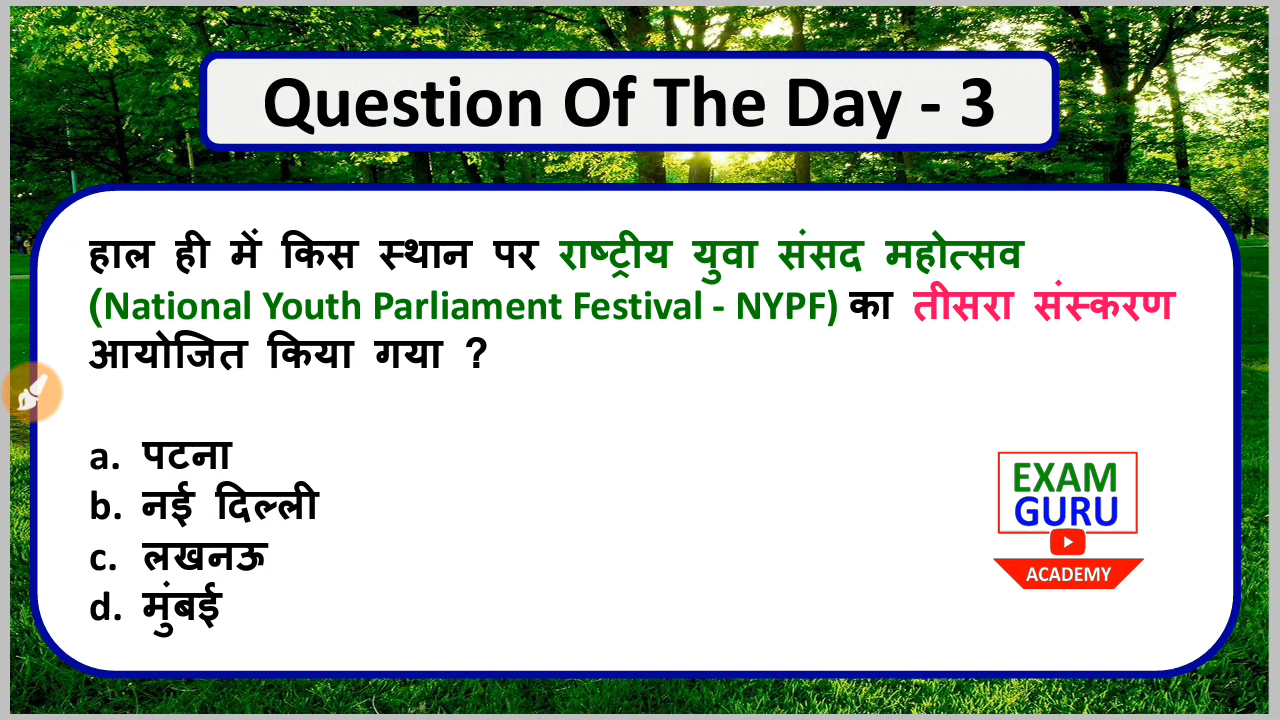 Question Of The Day - 3
हाल ही में किस स्थान पर राष्ट्रीय युवा संसद महोत्सव
(National Youth Parliament Festival - NYPF) का तीसरा संस्करण
आयोजित किया गया ?
a. पटना
b. नई दिल्ली
c. लखनऊ
d. मुंबई
EXAM
GURU
ACADEMY